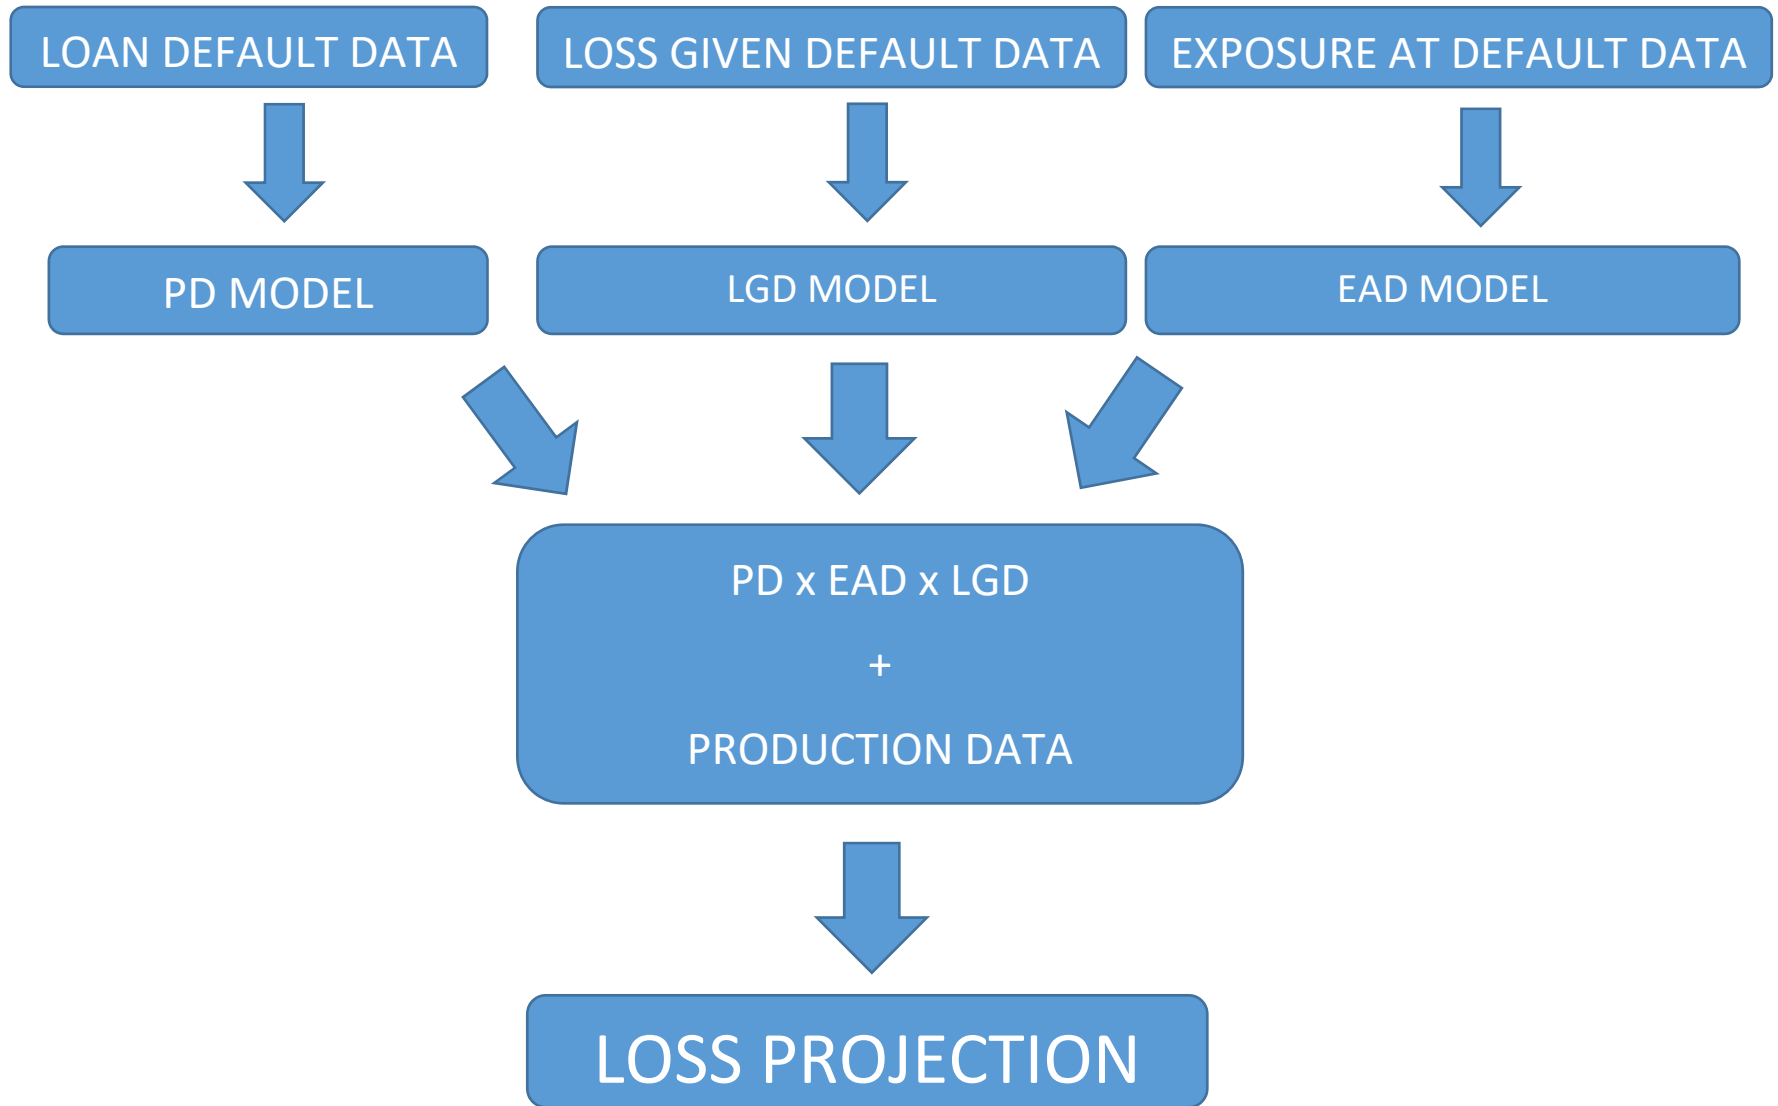 LOAN DEFAULT DATA
LOSS GIVEN DEFAULT DATA
EXPOSURE AT DEFAULT DATA
PD MODEL
LGD MODEL
EAD MODEL
PD x EAD x LGD
+
PRODUCTION DATA
LOSS PROJECTION